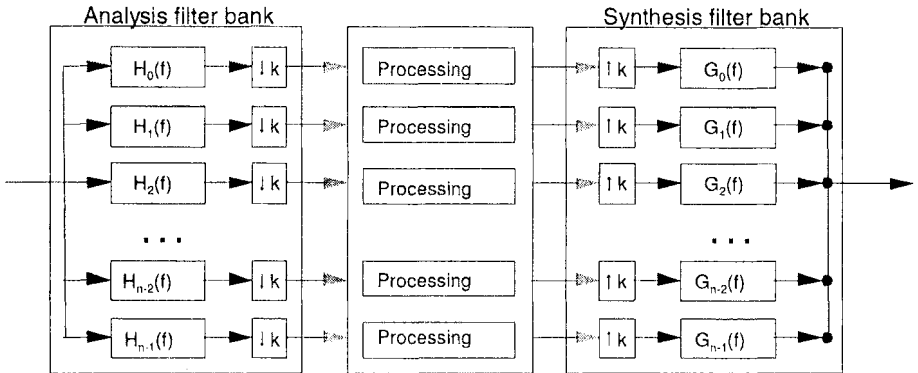 Analysis filter bank
Synthesis filter bank
H0(f) ↓ k Processing ↑ k G0(f)
H1(f) ↓ k Processing ↑ k G1(f)
H2(f) ↓ k Processing ↑ k G2(f)
. . . . . .
Hn-2(f) ↓ k Processing ↑ k Gn-2(f)
Hn-1(f) ↓ k Processing ↑ k Gn-1(f)